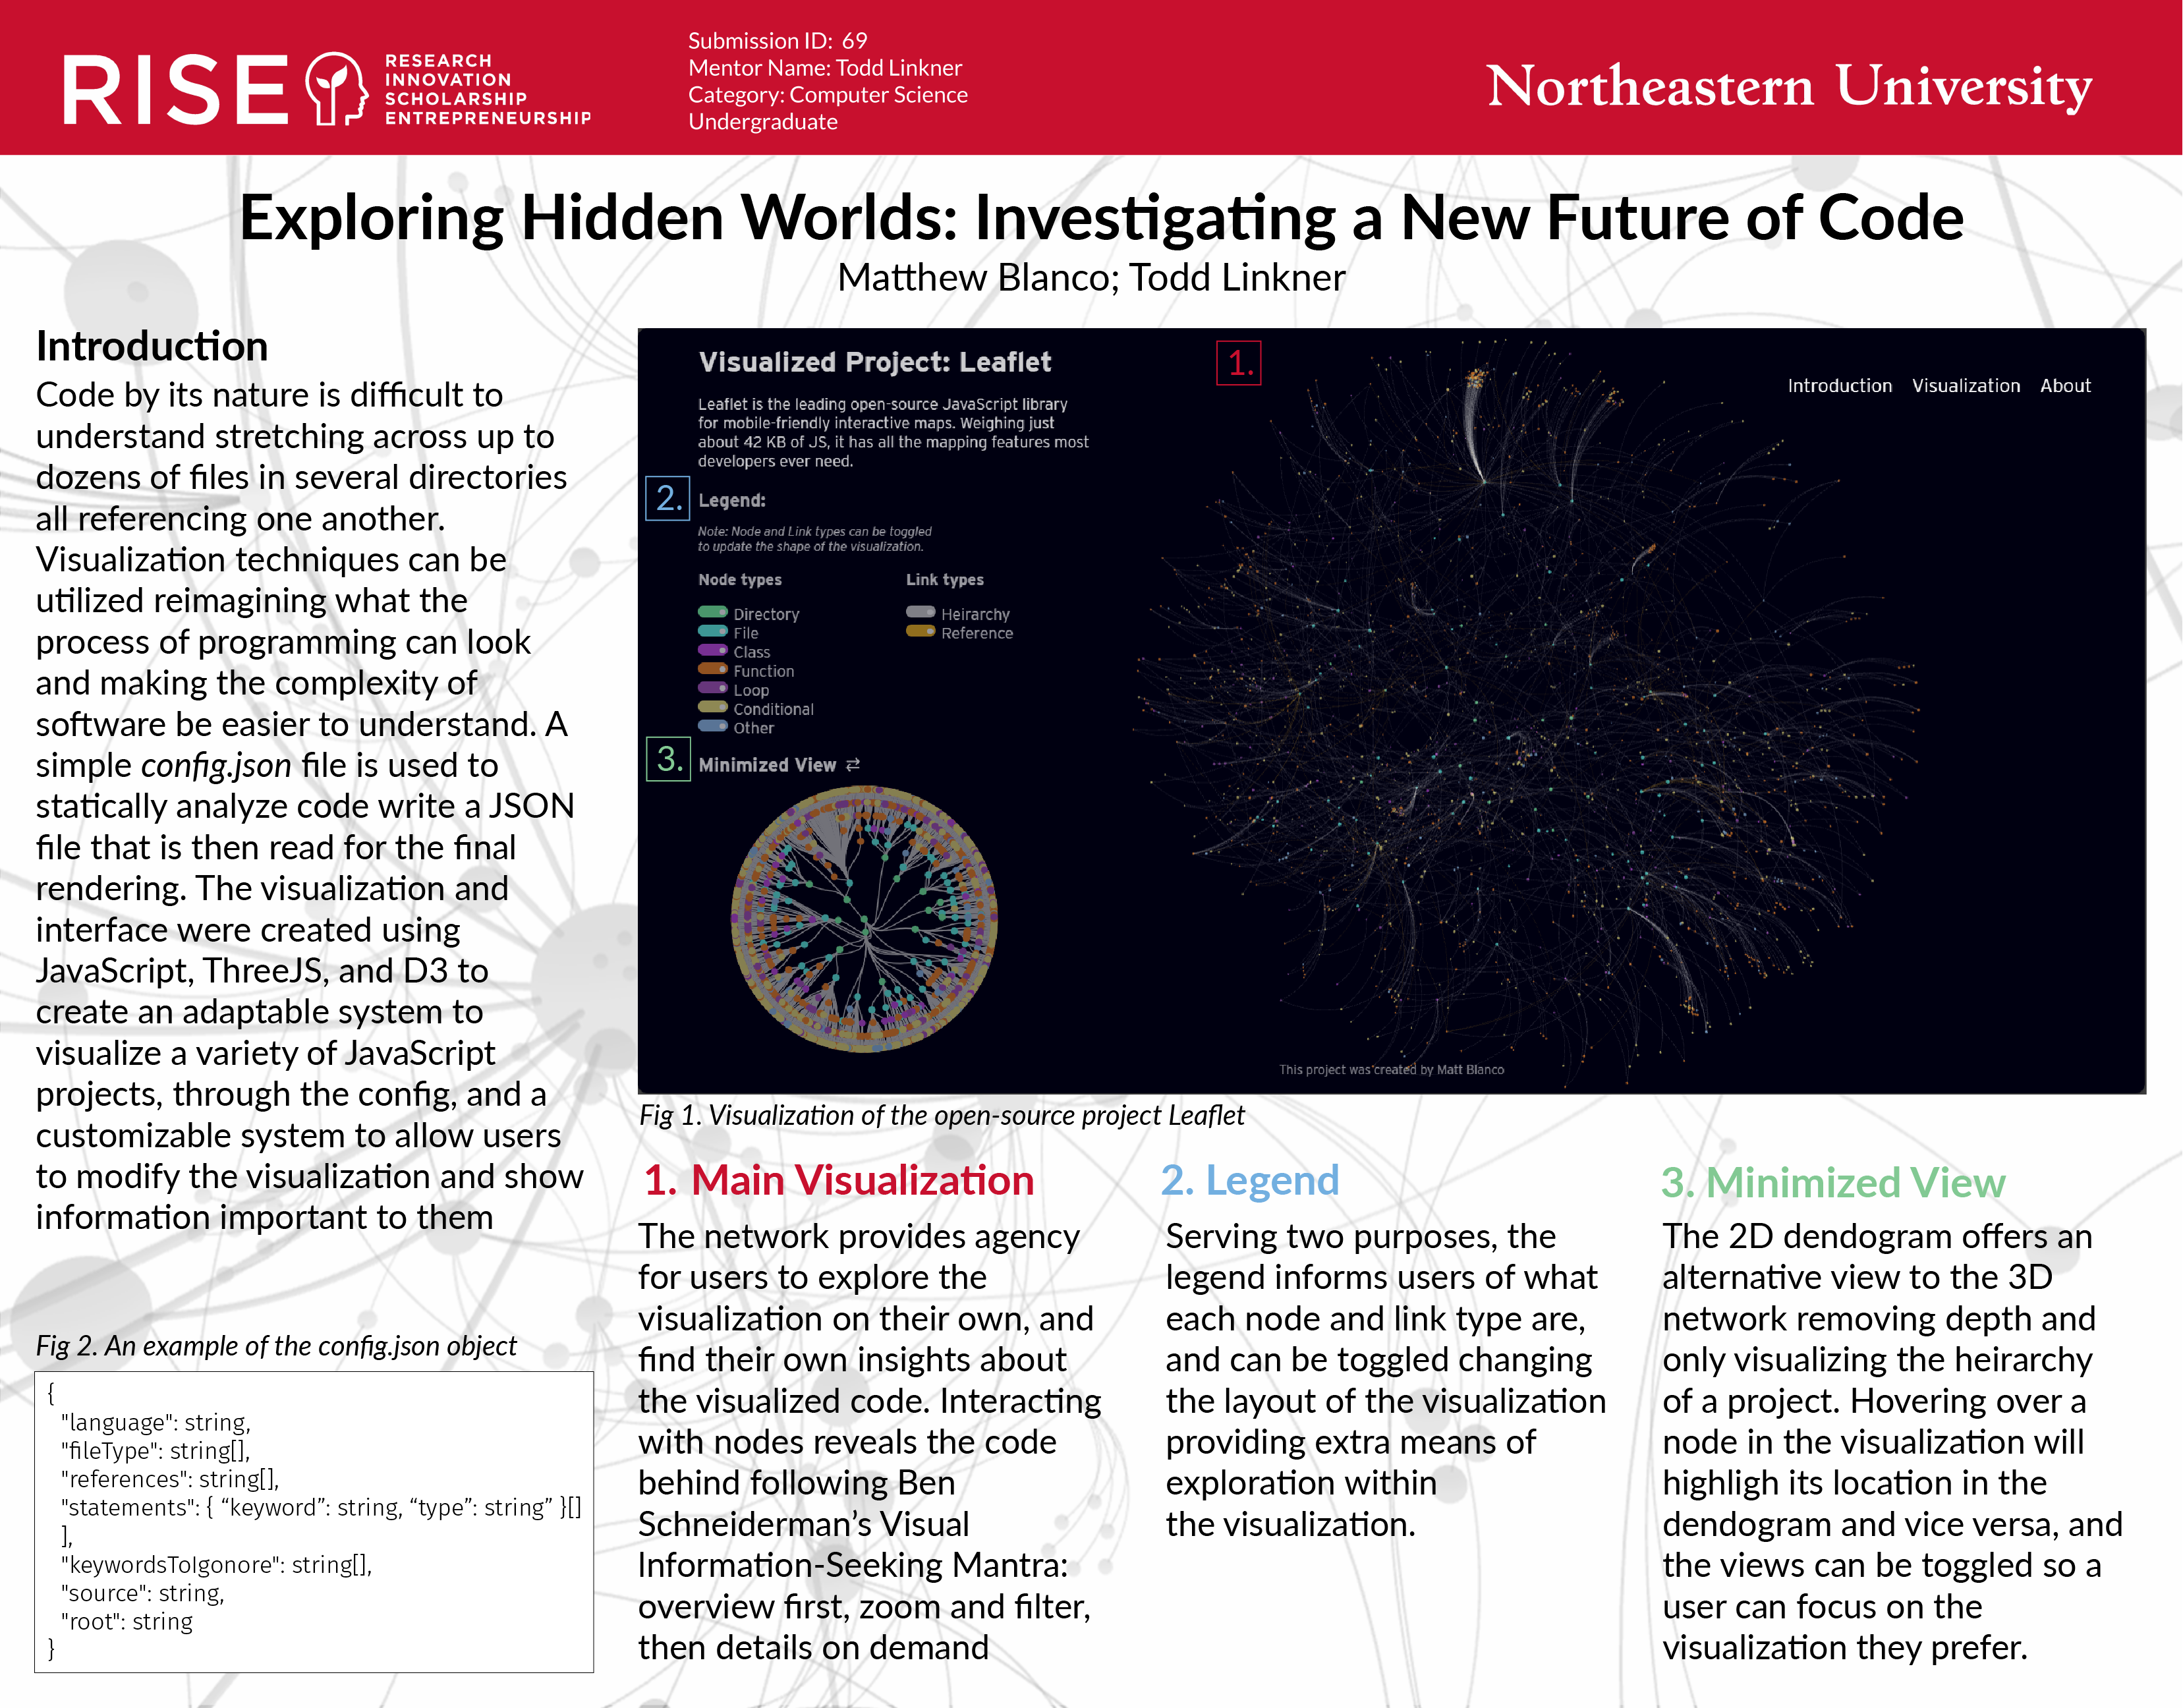 RISE
RESEARCH
INNOVATION
SCHOLARSHIP
ENTREPRENEURSHIP
Submission ID: 69
Mentor Name: Todd Linkner
Category: Computer Science
Undergraduate
Northeastern University
Exploring Hidden Worlds: Investigating a New Future of Code
Matthew Blanco; Todd Linkner
Introduction
Code by its nature is difficult to
understand stretching across up to
dozens of files in several directories
all referencing one another.
Visualization techniques can be
utilized reimagining what the
process of programming can look
and making the complexity of
software be easier to understand. A
simple config.json file is used to
statically analyze code write a JSON
file that is then read for the final
rendering. The visualization and
interface were created using
JavaScript, ThreeJS, and D3 to
create an adaptable system to
visualize a variety of JavaScript
projects, through the config, and a
customizable system to allow users
to modify the visualization and show
information important to them
Fig 2. An example of the config.json object
{
"language": string,
"fileType": string[],
"references": string[],
"statements": { “keyword”: string, “type”: string” }[]
],
"keywordsToIgonore": string[],
"source": string,
"root": string
}
Visualized Project: Leaflet
Leaflet is the leading open-source JavaScript library
for mobile-friendly interactive maps. Weighing just
about 42 KB of JS, it has all the mapping features most
developers ever need.
2.
Legend:
Note: Node and Link types can be toggled
to update the shape of the visualization.
Node types
Directory
File
Class
Function
Loop
Conditional
Other
Link types
Heirarchy
Reference
3.
Minimized View ⇄
1.
Introduction Visualization About
This project was created by Matt Blanco
Fig 1. Visualization of the open-source project Leaflet
1. Main Visualization
The network provides agency
for users to explore the
visualization on their own, and
find their own insights about
the visualized code. Interacting
with nodes reveals the code
behind following Ben
Schneiderman’s Visual
Information-Seeking Mantra:
overview first, zoom and filter,
then details on demand
2. Legend
Serving two purposes, the
legend informs users of what
each node and link type are,
and can be toggled changing
the layout of the visualization
providing extra means of
exploration within
the visualization.
3. Minimized View
The 2D dendogram offers an
alternative view to the 3D
network removing depth and
only visualizing the heirarchy
of a project. Hovering over a
node in the visualization will
highligh its location in the
dendogram and vice versa, and
the views can be toggled so a
user can focus on the
visualization they prefer.